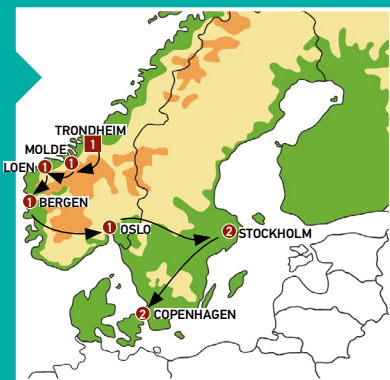 TRONDHEIM
1
MOLDE
1
LOEN 1
1 BERGEN
1 OSLO
2 STOCKHOLM
2 COPENHAGEN